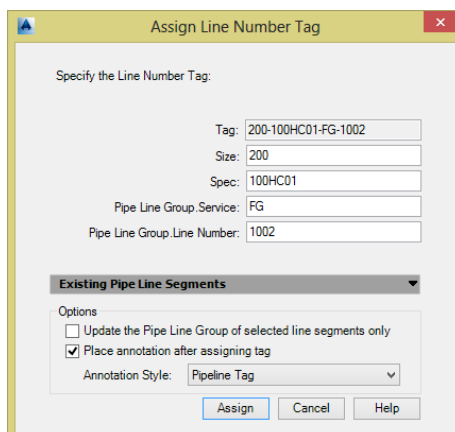 Assign Line Number Tag
Specify the Line Number Tag:
Tag: 200-100HC01-FG-1002
Size: 200
Spec: 100HC01
Pipe Line Group.Service: FG
Pipe Line Group.Line Number: 1002
Existing Pipe Line Segments
Options
Update the Pipe Line Group of selected line segments only
Place annotation after assigning tag
Annotation Style: Pipeline Tag
Assign Cancel Help